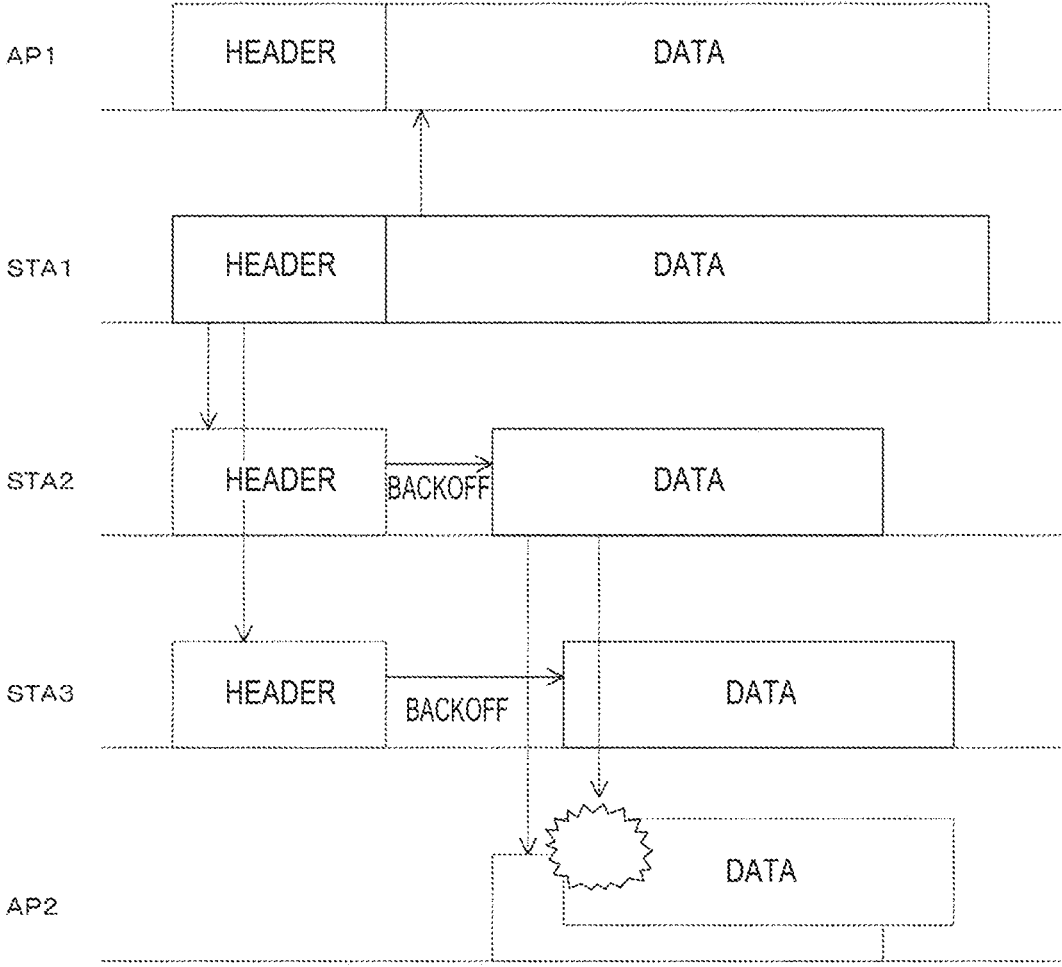 AP1 HEADER DATA
STA1 HEADER DATA
STA2 HEADER BACKOFF DATA
STA3 HEADER BACKOFF DATA
AP2 DATA